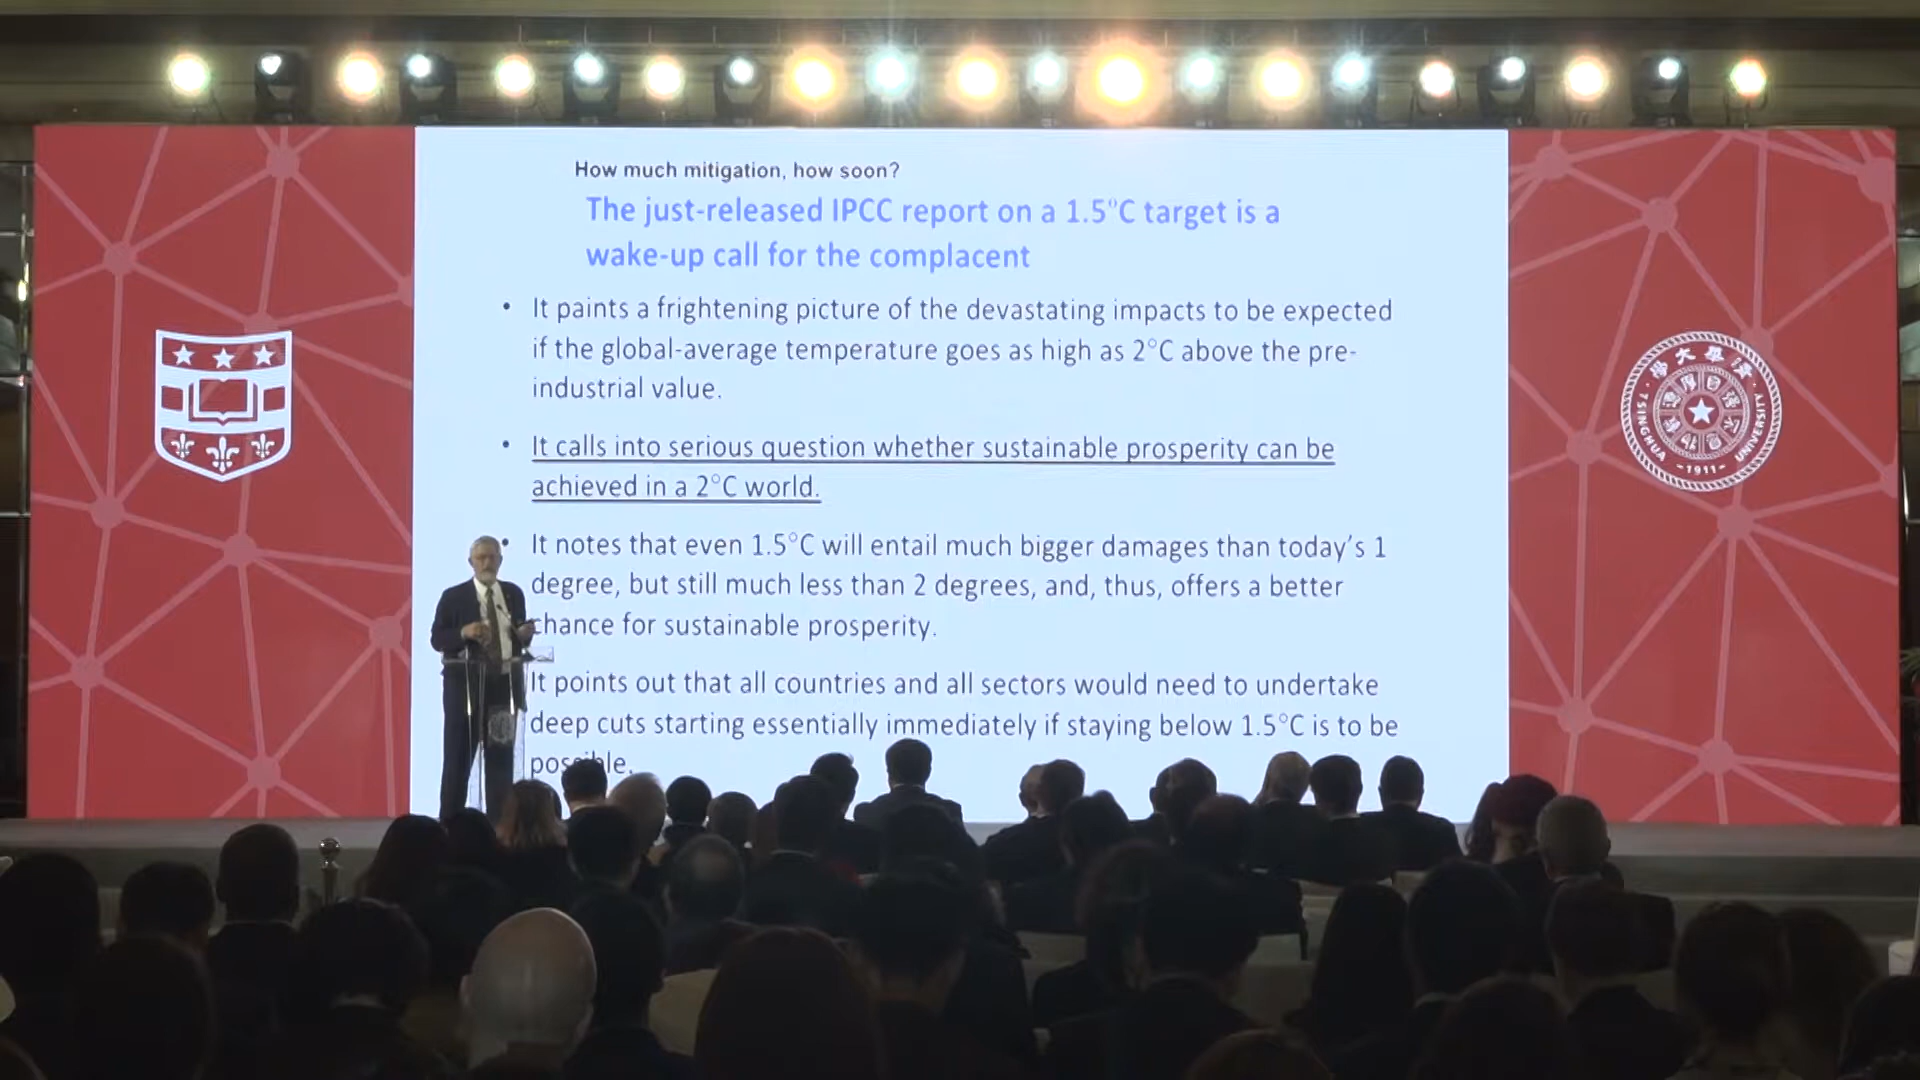 How much mitigation, how soon?
The just-released IPCC report on a 1.5°C target is a
wake-up call for the complacent
• It paints a frightening picture of the devastating impacts to be expected
if the global-average temperature goes as high as 2°C above the pre-
industrial value.
• It calls into serious question whether sustainable prosperity can be
achieved in a 2°C world.
• It notes that even 1.5°C will entail much bigger damages than today's 1
degree, but still much less than 2 degrees, and, thus, offers a better
chance for sustainable prosperity.
It points out that all countries and all sectors would need to undertake
deep cuts starting essentially immediately if staying below 1.5°C is to be
possible.
TSINGHUA UNIVERSITY
-1911-